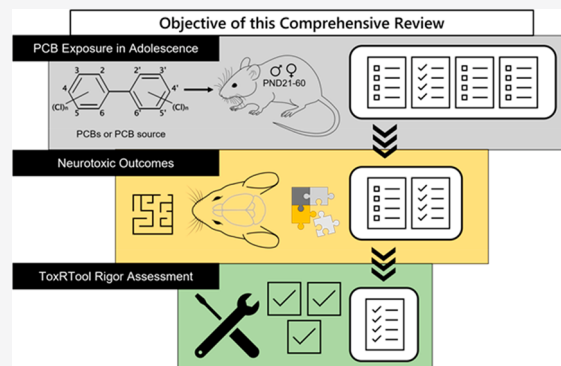 Objective of this Comprehensive Review
PCB Exposure in Adolescence
3 2 2' 3'
4 4'
(Cl)n (Cl)n
5 6 6' 5'
PCBs or PCB source
♂ ♀
PND21-60
Neurotoxic Outcomes
ToxRTool Rigor Assessment